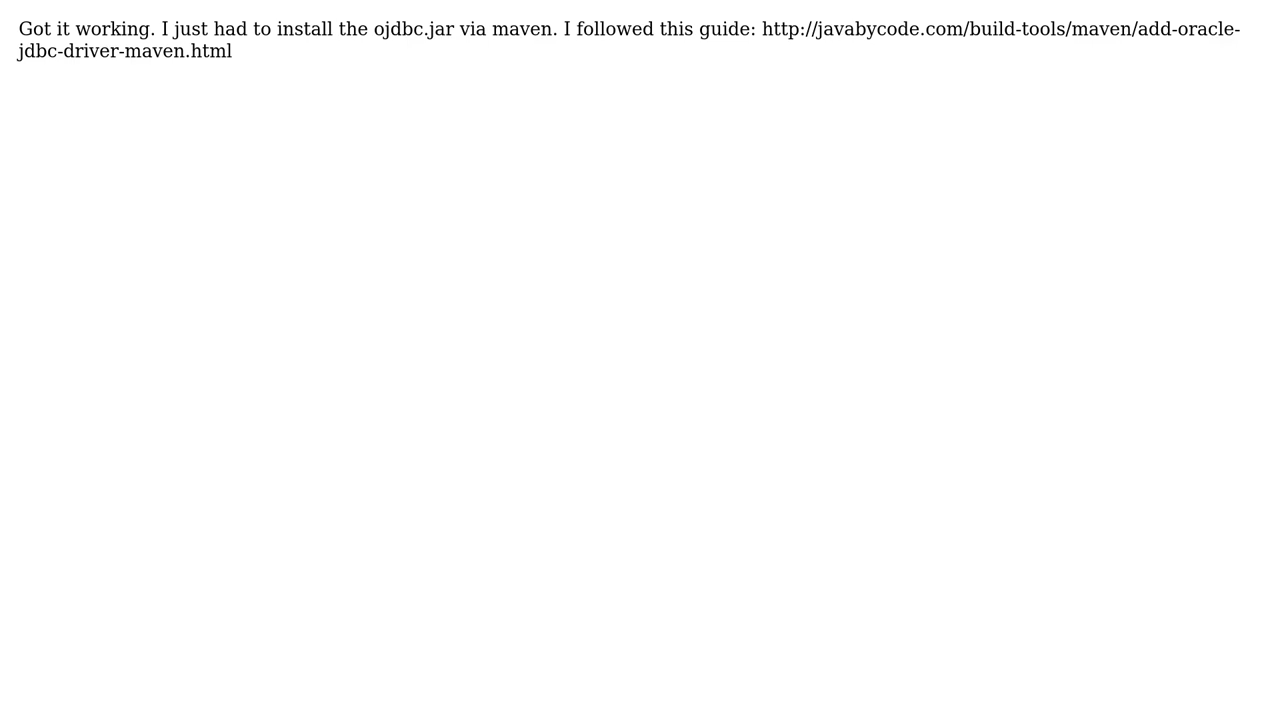 Got it working. I just had to install the ojdbc.jar via maven. I followed this guide: http://javabycode.com/build-tools/maven/add-oracle-
jdbc-driver-maven.html